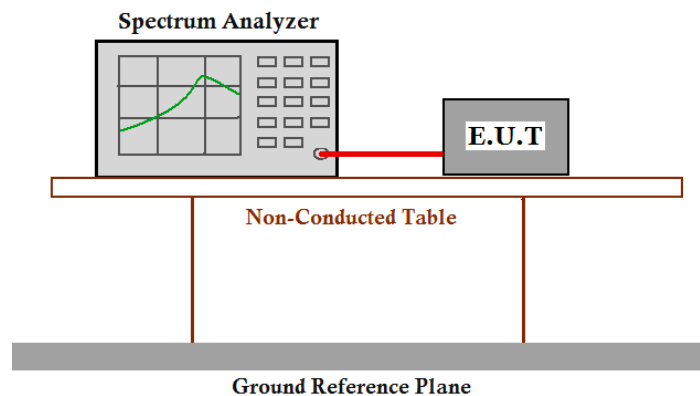 Spectrum Analyzer
E.U.T
Non-Conducted Table
Ground Reference Plane